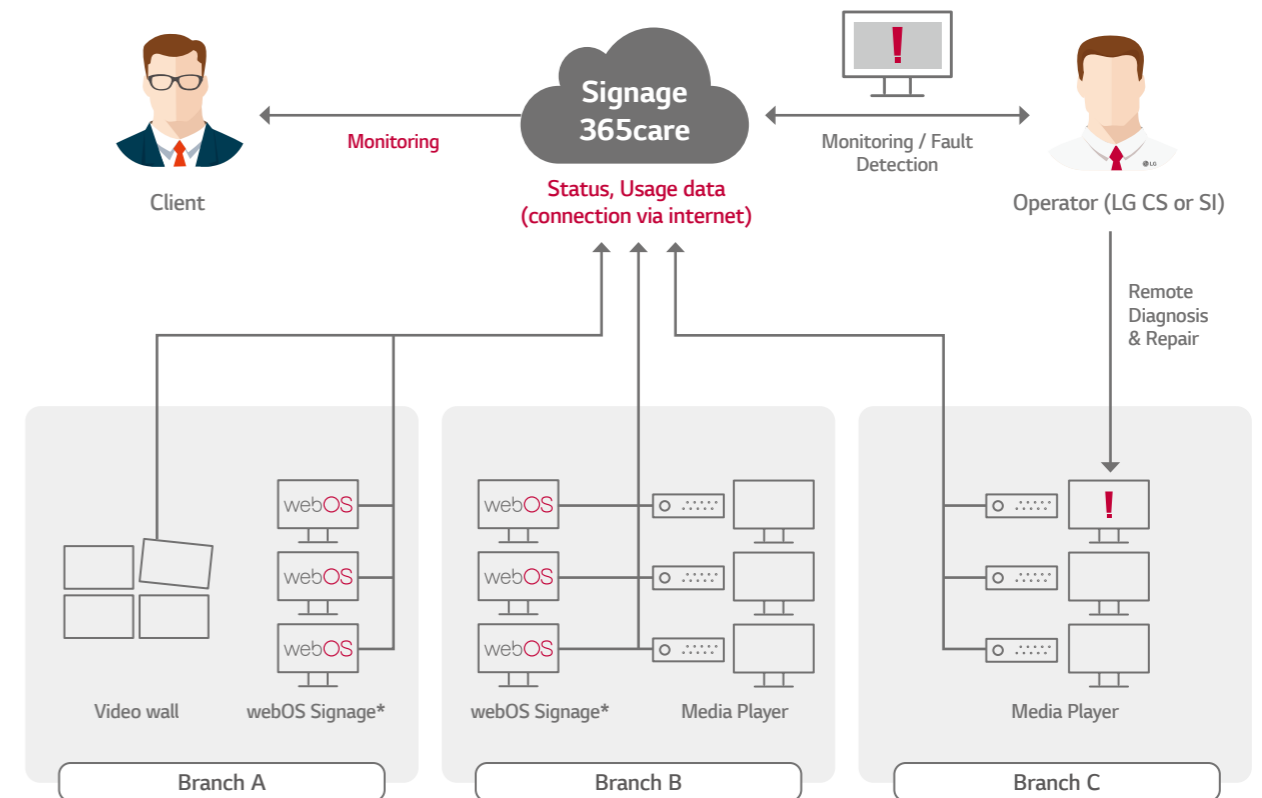 Signage
365care
Monitoring
Monitoring / Fault
Detection
LG
Client
Status, Usage data
(connection via internet)
Operator (LG CS or SI)
Remote
Diagnosis
& Repair
!
webOS
webOS
!
webOS
webOS
webOS
webOS
Video wall
webOS Signage*
webOS Signage*
Media Player
Media Player
Branch A
Branch B
Branch C